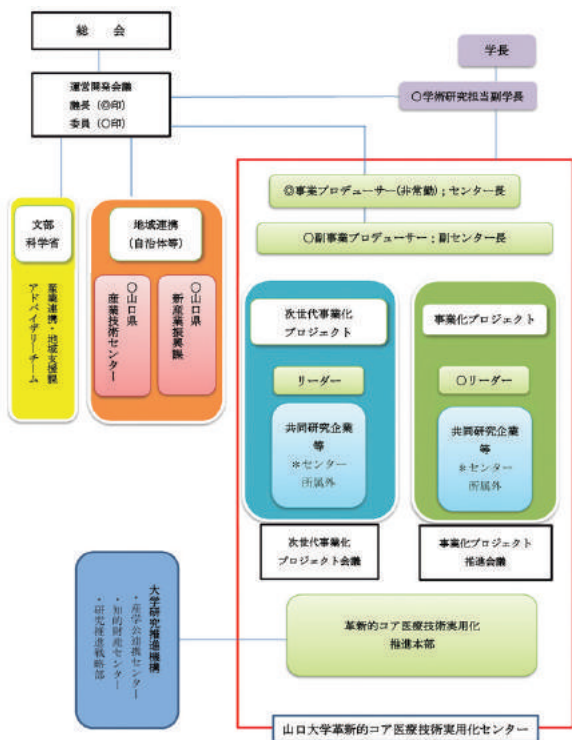 総　会
学長
運営開発会議
議長（◎印）
委員（〇印）
〇学術研究担当副学長
◎事業プロデューサー(非常勤)；センター長
〇副事業プロデューサー；副センター長
文部
科学省
産業連携・地域支援課
アドバイザリーチーム
地域連携
（自治体等）
〇山口県
新産業振興課
〇山口県
産業技術センター
次世代事業化
プロジェクト
リーダー
共同研究企業
等
＊センター
所属外
事業化プロジェクト
〇リーダー
共同研究企業
等
＊センター
所属外
次世代事業化
プロジェクト会議
事業化プロジェクト
推進会議
大学研究推進機構
・産学公連携センター
・知的財産センター
・研究推進戦略部
革新的コア医療技術実用化
推進本部
山口大学革新的コア医療技術実用化センター